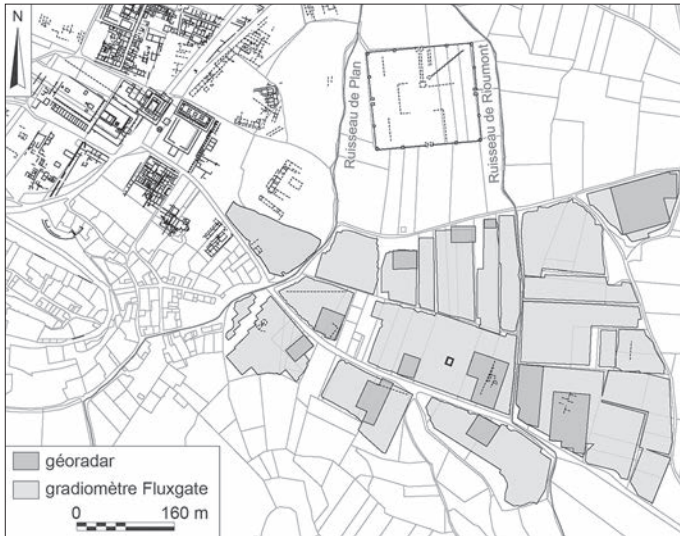 N
Ruisseau de Plan
Ruisseau de Rioumont
géoradar
gradiomètre Fluxgate
0 160 m